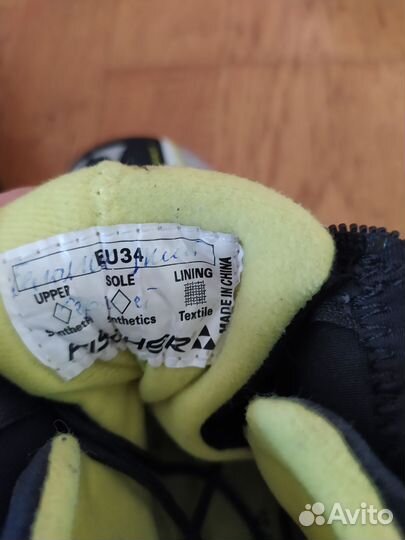 EU34
UPPER SOLE LINING
Synthetics Textile
FISCHER
MADE IN CHINA
Avito